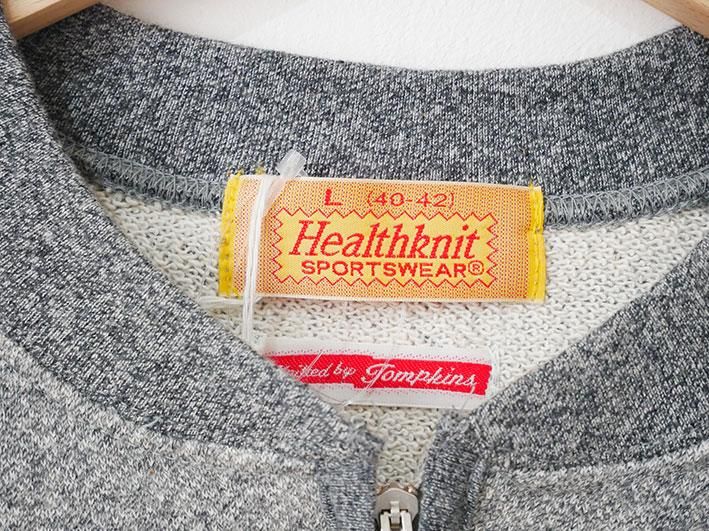 L (40-42)
Healthknit
SPORTSWEAR®
by Tompkins